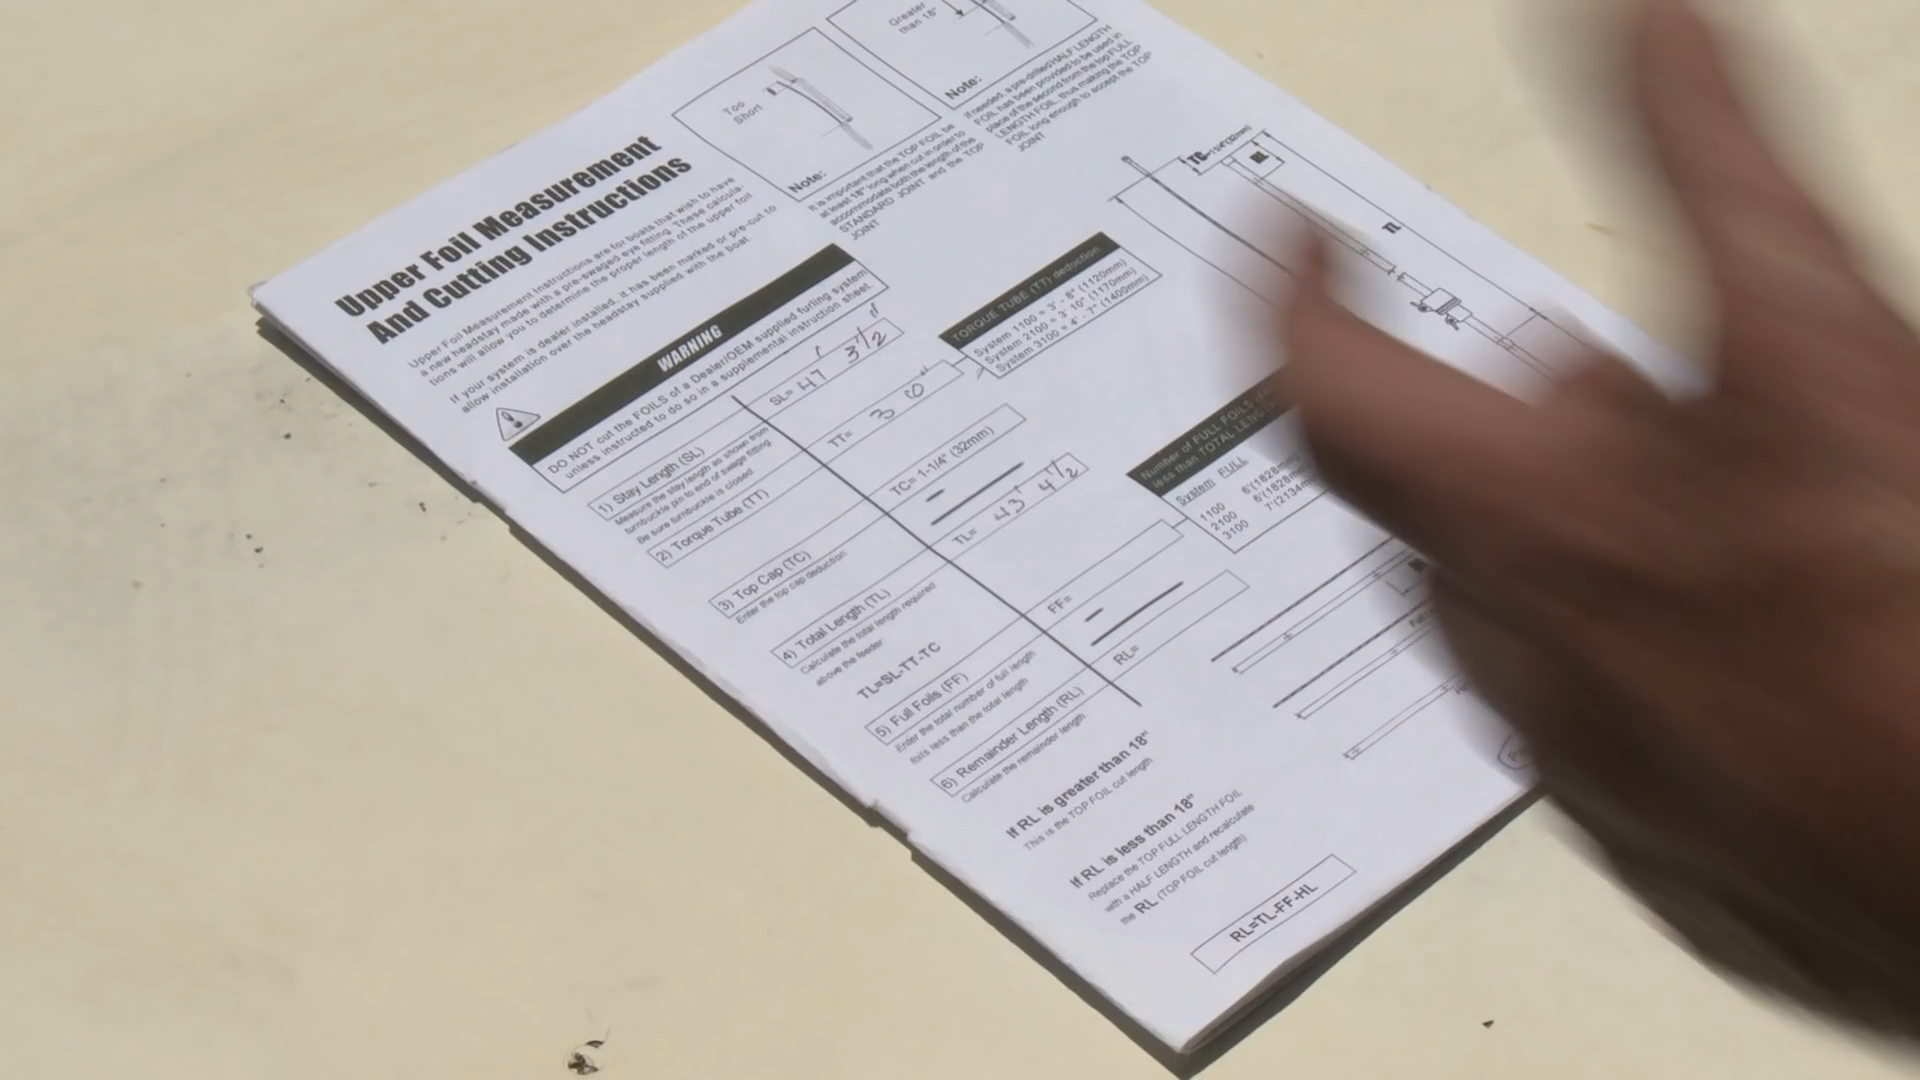 Upper Foil Measurement
And Cutting Instructions
Upper Foil Measurement Instructions are for boats that wish to have
a new headstay made with a pre-swaged eye fitting. These calcula-
tions will allow you to determine the proper length of the upper foil
If your system is dealer installed, it has been marked or pre-cut to
allow installation over the headstay supplied with the boat.
Too
Short
Note:
It is important that the TOP FOIL be
at least 18" long when cut in order to
accommodate both the length of the
STANDARD JOINT and the TOP
JOINT
Greater
than 18"
Note:
If needed, a pre-drilled HALF LENGTH
FOIL has been provided to be used in
place of the second from the top FULL
LENGTH FOIL, thus making the TOP
FOIL long enough to accept the TOP
JOINT
WARNING
DO NOT cut the FOILS of a Dealer/OEM supplied furling system
unless instructed to do so in a supplemental instruction sheet.
1) Stay Length (SL)
Measure the stay length as shown from
turnbuckle pin to end of swage fitting.
Be sure turnbuckle is closed.
SL= 47' 3 1/2"
2) Torque Tube (TT)
TT= 3' 10"
TORQUE TUBE (TT) deduction
System 1100 = 3' - 8" (1120mm)
System 2100 = 3' 10" (1170mm)
System 3100 = 4' - 7" (1400mm)
3) Top Cap (TC)
Enter the top cap deduction
TC= 1-1/4" (32mm)
4) Total Length (TL)
Calculate the total length required
above the feeder
TL=SL-TT-TC
TL= 43' 4 1/2
5) Full Foils (FF)
Enter the total number of full length
foils less than the total length
FF=
Number of FULL FOILS
less than TOTAL
System FULL
1100 6'(1828m
2100 6'(1828m
3100 7'(2134m
6) Remainder Length (RL)
Calculate the remainder length
RL=
If RL is greater than 18"
This is the TOP FOIL cut length
If RL is less than 18"
Replace the TOP FULL LENGTH FOIL
with a HALF LENGTH and recalculate
the RL (TOP FOIL cut length)
RL=TL-FF-HL
TC=1-1/4"(32mm)
RL
TL